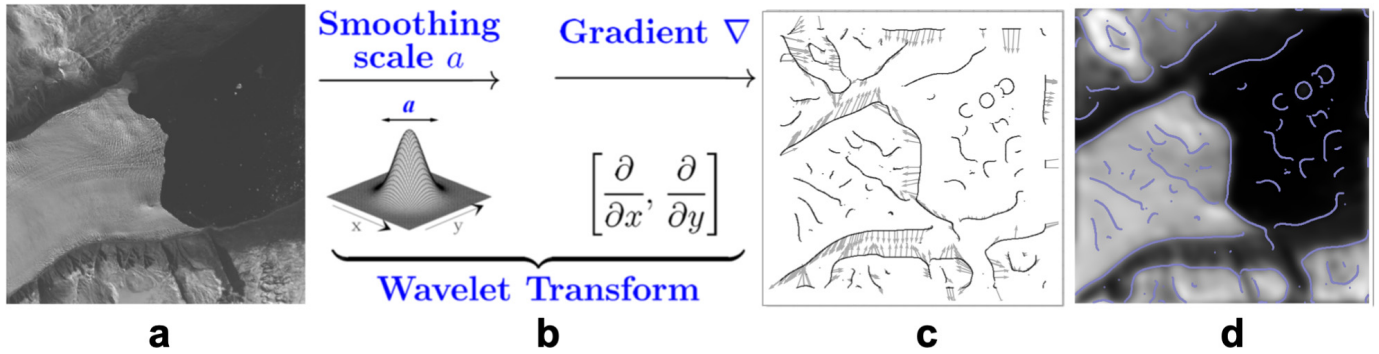 Smoothing
scale a
Gradient ∇
a
x
y
[∂/∂x, ∂/∂y]
Wavelet Transform
a
b
c
d